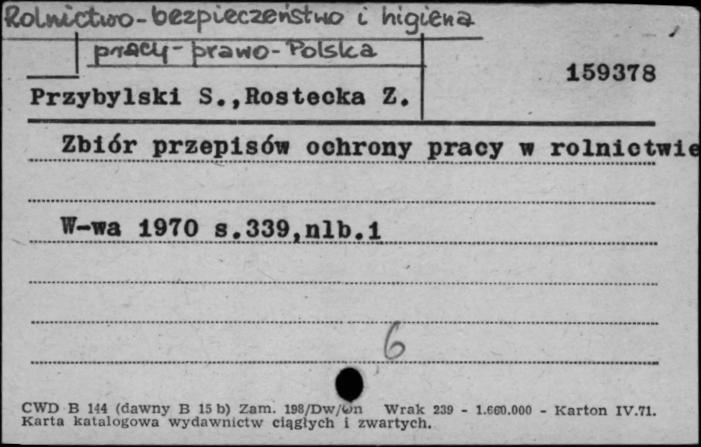 Rolnictwo - bezpieczeństwo i higiena
pracy - prawo - Polska
159378
Przybylski S., Rostecka Z.
Zbiór przepisów ochrony pracy w rolnictwie
W-wa 1970 s.339,nlb.1
6
CWD B 144 (dawny B 15 b) Zam. 198/Dw/on Wrak 239 - 1.660.000 - Karton IV.71.
Karta katalogowa wydawnictw ciągłych i zwartych.